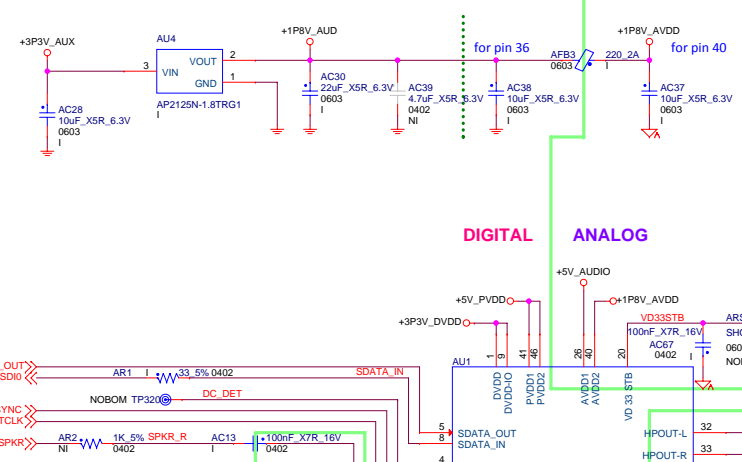 +3P3V_AUX
AU4
3
VIN
VOUT
2
GND
1
AP2125N-1.8TRG1
I
AC28
10uF_X5R_6.3V
0603
I
+1P8V_AUD
AC30
22uF_X5R_6.3V
0603
I
AC39
4.7uF_X5R_6.3V
0402
NI
for pin 36
AC38
10uF_X5R_6.3V
0603
I
AFB3
0603
220_2A
I
+1P8V_AVDD
for pin 40
AC37
10uF_X5R_6.3V
0603
I
DIGITAL
ANALOG
+5V_AUDIO
+5V_PVDD
+1P8V_AVDD
+3P3V_DVDD
VD33STB
100nF_X7R_16V
AC67
0402
I
1
9
41
46
26
40
20
AU1
DVDD
DVDD-IO
PVDD1
PVDD2
AVDD1
AVDD2
VD 33 STB
_OUT
SDI0
AR1
I
33_5%
0402
SDATA_IN
NOBOM
TP320
DC_DET
SYNC
TCLK
SPKR
AR2
NI
1K_5%
0402
SPKR_R
AC13
I
100nF_X7R_16V
0402
5
SDATA_OUT
8
SDATA_IN
4
HPOUT-L
32
HPOUT-R
33